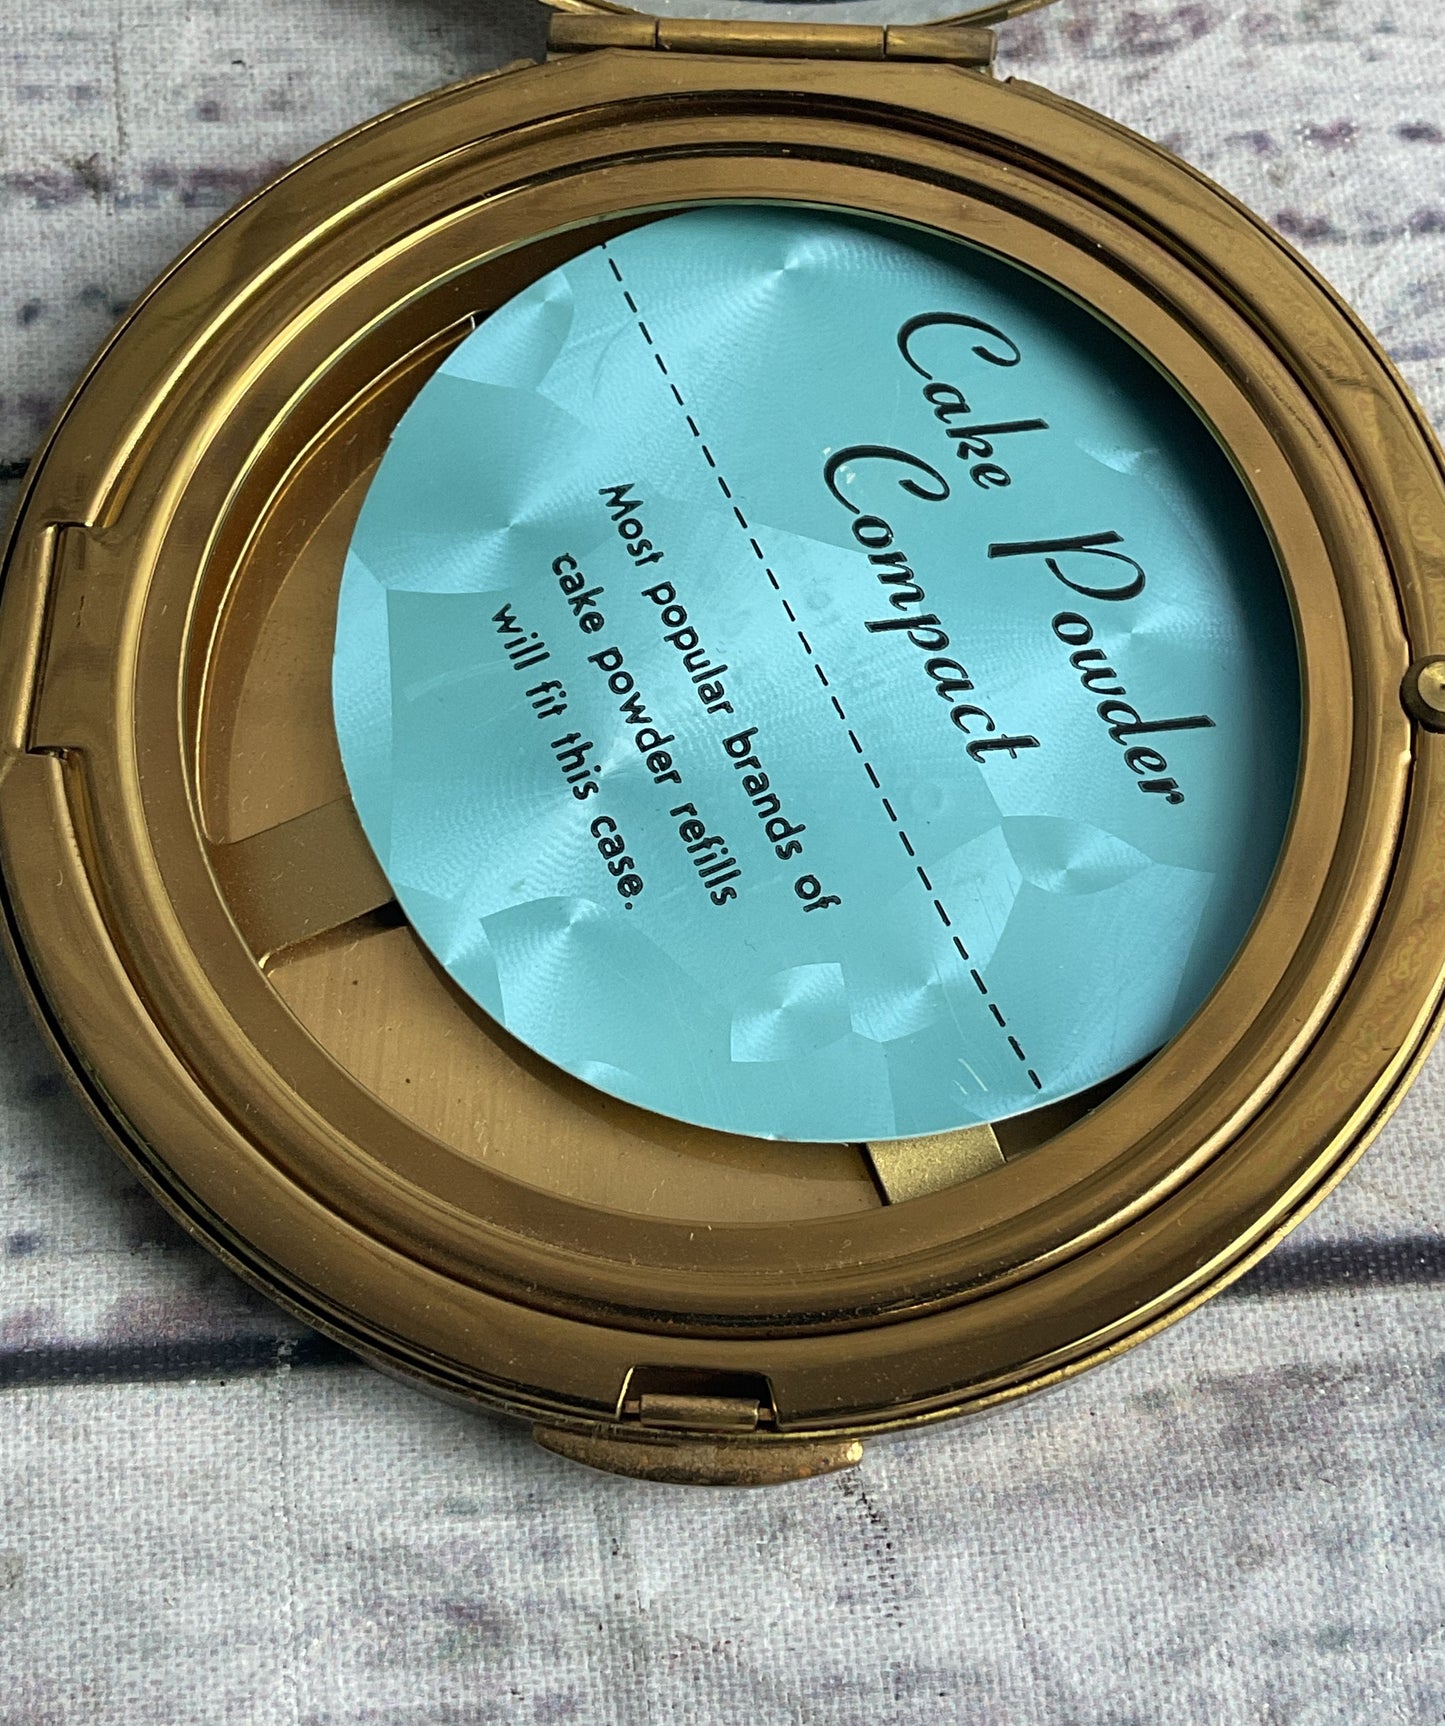 Cake Powder
Compact
Most popular brands of
cake powder refills
will fit this case.